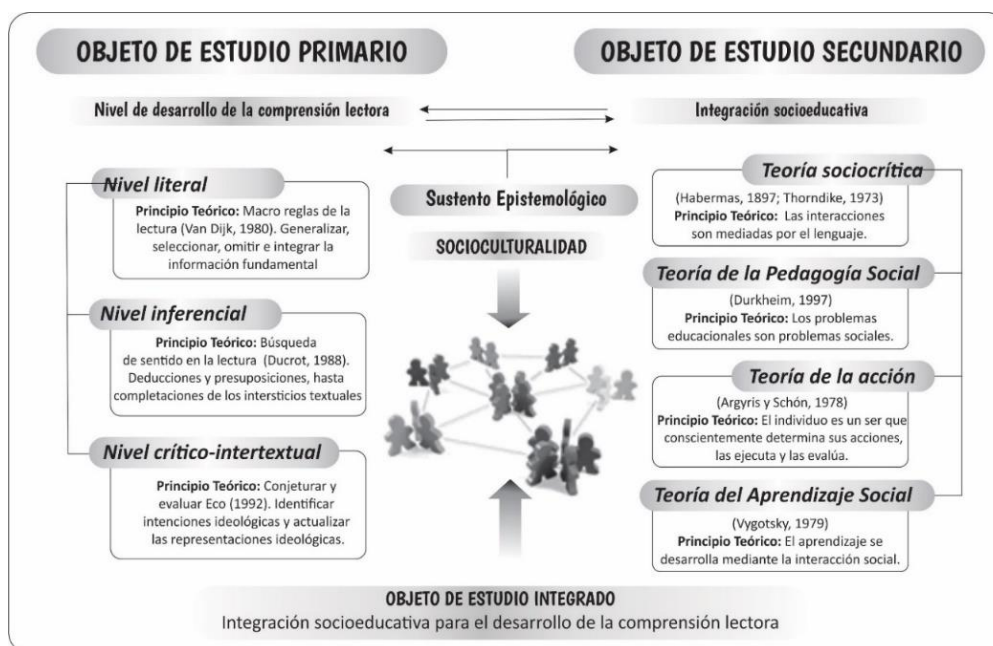 OBJETO DE ESTUDIO PRIMARIO
Nivel de desarrollo de la comprensión lectora
Nivel literal
Principio Teórico: Macro reglas de la
lectura (Van Dijk, 1980). Generalizar,
seleccionar, omitir e integrar la
información fundamental
Nivel inferencial
Principio Teórico: Búsqueda
de sentido en la lectura (Ducrot, 1988).
Deducciones y presuposiciones, hasta
completaciones de los intersticios textuales
Nivel crítico-intertextual
Principio Teórico: Conjeturar y
evaluar Eco (1992). Identificar
intenciones ideológicas y actualizar
las representaciones ideológicas.
Sustento Epistemológico
SOCIOCULTURALIDAD
OBJETO DE ESTUDIO SECUNDARIO
Integración socioeducativa
Teoría sociocrítica
(Habermas, 1897; Thorndike, 1973)
Principio Teórico: Las interacciones
son mediadas por el lenguaje.
Teoría de la Pedagogía Social
(Durkheim, 1997)
Principio Teórico: Los problemas
educacionales son problemas sociales.
Teoría de la acción
(Argyris y Schón, 1978)
Principio Teórico: El individuo es un ser que
conscientemente determina sus acciones,
las ejecuta y las evalúa.
Teoría del Aprendizaje Social
(Vygotsky, 1979)
Principio Teórico: El aprendizaje se
desarrolla mediante la interacción social.
OBJETO DE ESTUDIO INTEGRADO
Integración socioeducativa para el desarrollo de la comprensión lectora